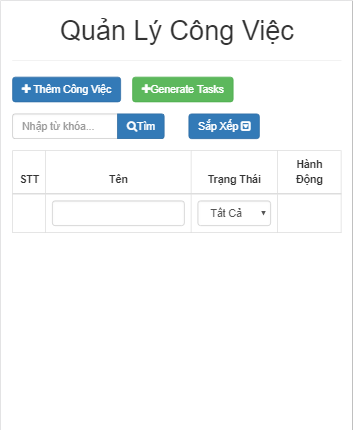 Quản Lý Công Việc
Thêm Công Việc Generate Tasks
Nhập từ khóa... Tìm Sắp Xếp
STT Tên Trạng Thái Hành Động
Tất Cả